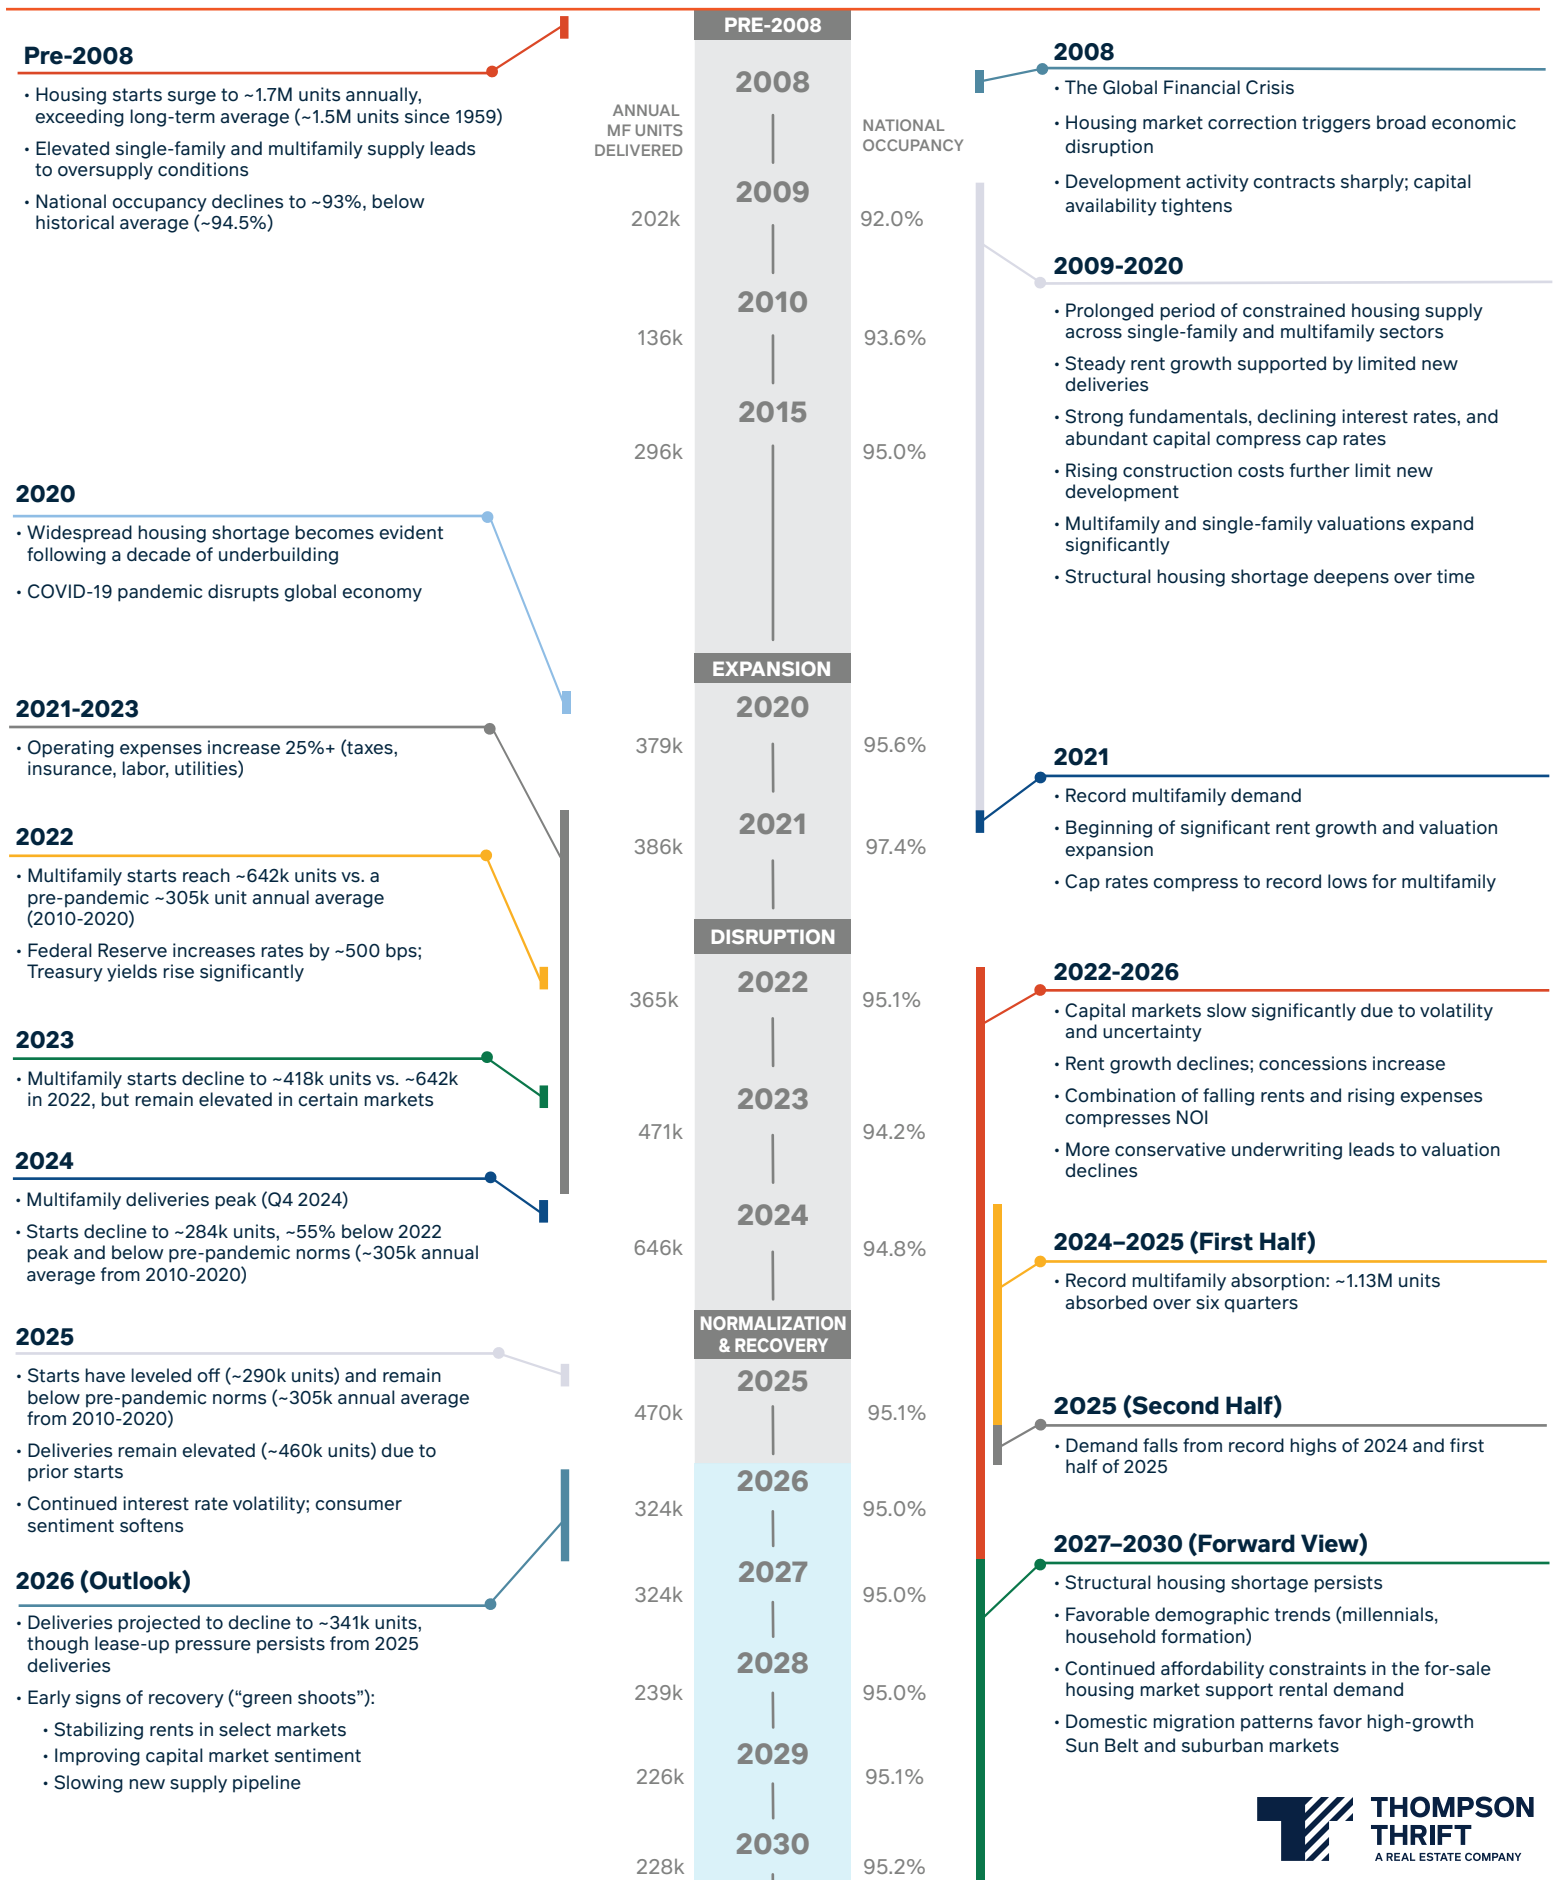 PRE-2008
Pre-2008
• Housing starts surge to ~1.7M units annually,
exceeding long-term average (~1.5M units since 1959)
• Elevated single-family and multifamily supply leads
to oversupply conditions
• National occupancy declines to ~93%, below
historical average (~94.5%)
2020
• Widespread housing shortage becomes evident
following a decade of underbuilding
• COVID-19 pandemic disrupts global economy
2021-2023
• Operating expenses increase 25%+ (taxes,
insurance, labor, utilities)
2022
• Multifamily starts reach ~642k units vs. a
pre-pandemic ~305k unit annual average
(2010-2020)
• Federal Reserve increases rates by ~500 bps;
Treasury yields rise significantly
2023
• Multifamily starts decline to ~418k units vs. ~642k
in 2022, but remain elevated in certain markets
2024
• Multifamily deliveries peak (Q4 2024)
• Starts decline to ~284k units, ~55% below 2022
peak and below pre-pandemic norms (~305k annual
average from 2010-2020)
2025
• Starts have leveled off (~290k units) and remain
below pre-pandemic norms (~305k annual average
from 2010-2020)
• Deliveries remain elevated (~460k units) due to
prior starts
• Continued interest rate volatility; consumer
sentiment softens
2026 (Outlook)
• Deliveries projected to decline to ~341k units,
though lease-up pressure persists from 2025
deliveries
• Early signs of recovery (“green shoots”):
• Stabilizing rents in select markets
• Improving capital market sentiment
• Slowing new supply pipeline
2008
ANNUAL
MF UNITS
DELIVERED
NATIONAL
OCCUPANCY
2009
202k 92.0%
2010
136k 93.6%
2015
296k 95.0%
EXPANSION
2020
379k 95.6%
2021
386k 97.4%
DISRUPTION
2022
365k 95.1%
2023
471k 94.2%
2024
646k 94.8%
NORMALIZATION
& RECOVERY
2025
470k 95.1%
2026
324k 95.0%
2027
324k 95.0%
2028
239k 95.0%
2029
226k 95.1%
2030
228k 95.2%
2008
• The Global Financial Crisis
• Housing market correction triggers broad economic
disruption
• Development activity contracts sharply; capital
availability tightens
2009-2020
• Prolonged period of constrained housing supply
across single-family and multifamily sectors
• Steady rent growth supported by limited new
deliveries
• Strong fundamentals, declining interest rates, and
abundant capital compress cap rates
• Rising construction costs further limit new
development
• Multifamily and single-family valuations expand
significantly
• Structural housing shortage deepens over time
2021
• Record multifamily demand
• Beginning of significant rent growth and valuation
expansion
• Cap rates compress to record lows for multifamily
2022-2026
• Capital markets slow significantly due to volatility
and uncertainty
• Rent growth declines; concessions increase
• Combination of falling rents and rising expenses
compresses NOI
• More conservative underwriting leads to valuation
declines
2024–2025 (First Half)
• Record multifamily absorption: ~1.13M units
absorbed over six quarters
2025 (Second Half)
• Demand falls from record highs of 2024 and first
half of 2025
2027–2030 (Forward View)
• Structural housing shortage persists
• Favorable demographic trends (millennials,
household formation)
• Continued affordability constraints in the for-sale
housing market support rental demand
• Domestic migration patterns favor high-growth
Sun Belt and suburban markets
THOMPSON
THRIFT
A REAL ESTATE COMPANY